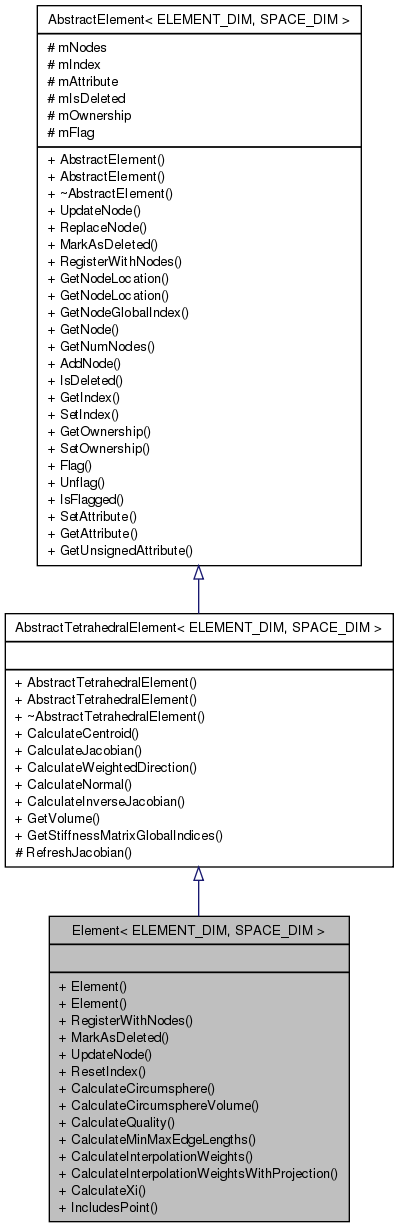 AbstractElement< ELEMENT_DIM, SPACE_DIM >
# mNodes
# mIndex
# mAttribute
# mIsDeleted
# mOwnership
# mFlag
+ AbstractElement()
+ AbstractElement()
+ ~AbstractElement()
+ UpdateNode()
+ ReplaceNode()
+ MarkAsDeleted()
+ RegisterWithNodes()
+ GetNodeLocation()
+ GetNodeLocation()
+ GetNodeGlobalIndex()
+ GetNode()
+ GetNumNodes()
+ AddNode()
+ IsDeleted()
+ GetIndex()
+ SetIndex()
+ GetOwnership()
+ SetOwnership()
+ Flag()
+ Unflag()
+ IsFlagged()
+ SetAttribute()
+ GetAttribute()
+ GetUnsignedAttribute()
AbstractTetrahedralElement< ELEMENT_DIM, SPACE_DIM >
+ AbstractTetrahedralElement()
+ AbstractTetrahedralElement()
+ ~AbstractTetrahedralElement()
+ CalculateCentroid()
+ CalculateJacobian()
+ CalculateWeightedDirection()
+ CalculateNormal()
+ CalculateInverseJacobian()
+ GetVolume()
+ GetStiffnessMatrixGlobalIndices()
# RefreshJacobian()
Element< ELEMENT_DIM, SPACE_DIM >
+ Element()
+ Element()
+ RegisterWithNodes()
+ MarkAsDeleted()
+ UpdateNode()
+ ResetIndex()
+ CalculateCircumsphere()
+ CalculateCircumsphereVolume()
+ CalculateQuality()
+ CalculateMinMaxEdgeLengths()
+ CalculateInterpolationWeights()
+ CalculateInterpolationWeightsWithProjection()
+ CalculateXi()
+ IncludesPoint()